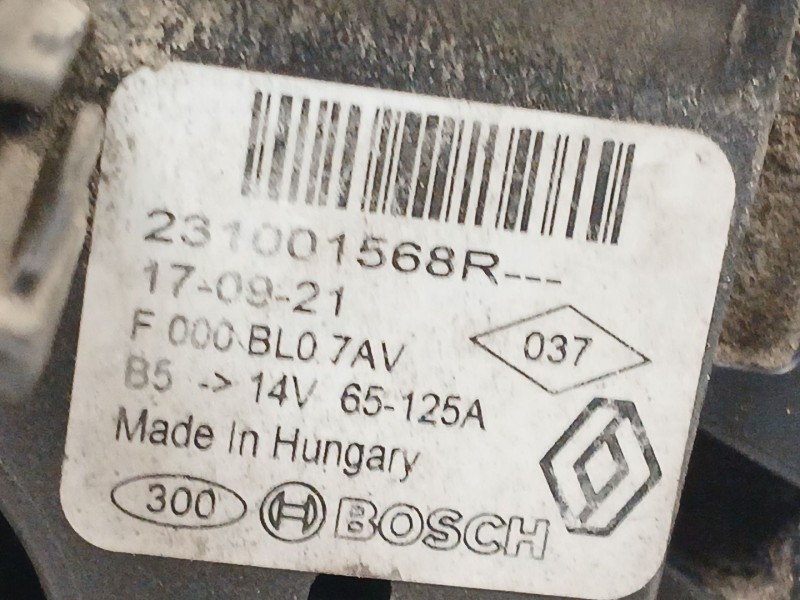 231001568R---
17-09-21
F 000 BL0 7AV
037
B5 -> 14V 65-125A
Made In Hungary
300 BOSCH